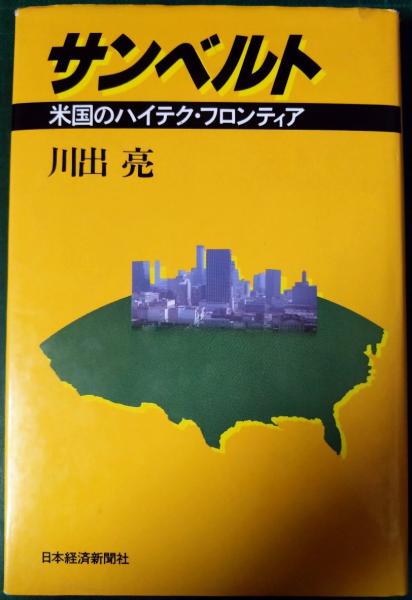 サンベルト
米国のハイテク・フロンティア
川出 亮
日本経済新聞社